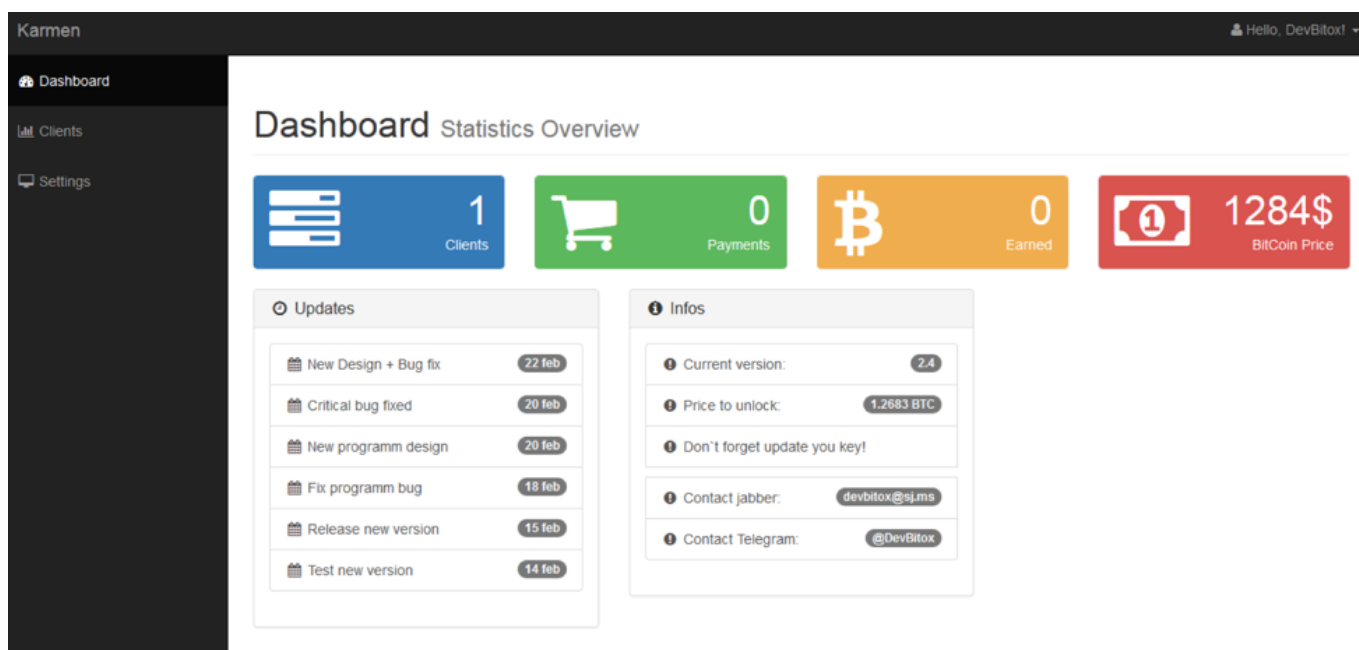 Karmen
Hello, DevBitox!
Dashboard
Clients
Settings
Dashboard Statistics Overview
1
Clients
0
Payments
0
Earned
1284$
BitCoin Price
Updates
New Design + Bug fix 22 feb
Critical bug fixed 20 feb
New programm design 20 feb
Fix programm bug 18 feb
Release new version 15 feb
Test new version 14 feb
Infos
Current version: 2.4
Price to unlock: 1.2683 BTC
Don`t forget update you key!
Contact jabber: devbitox@sj.ms
Contact Telegram: @DevBitox